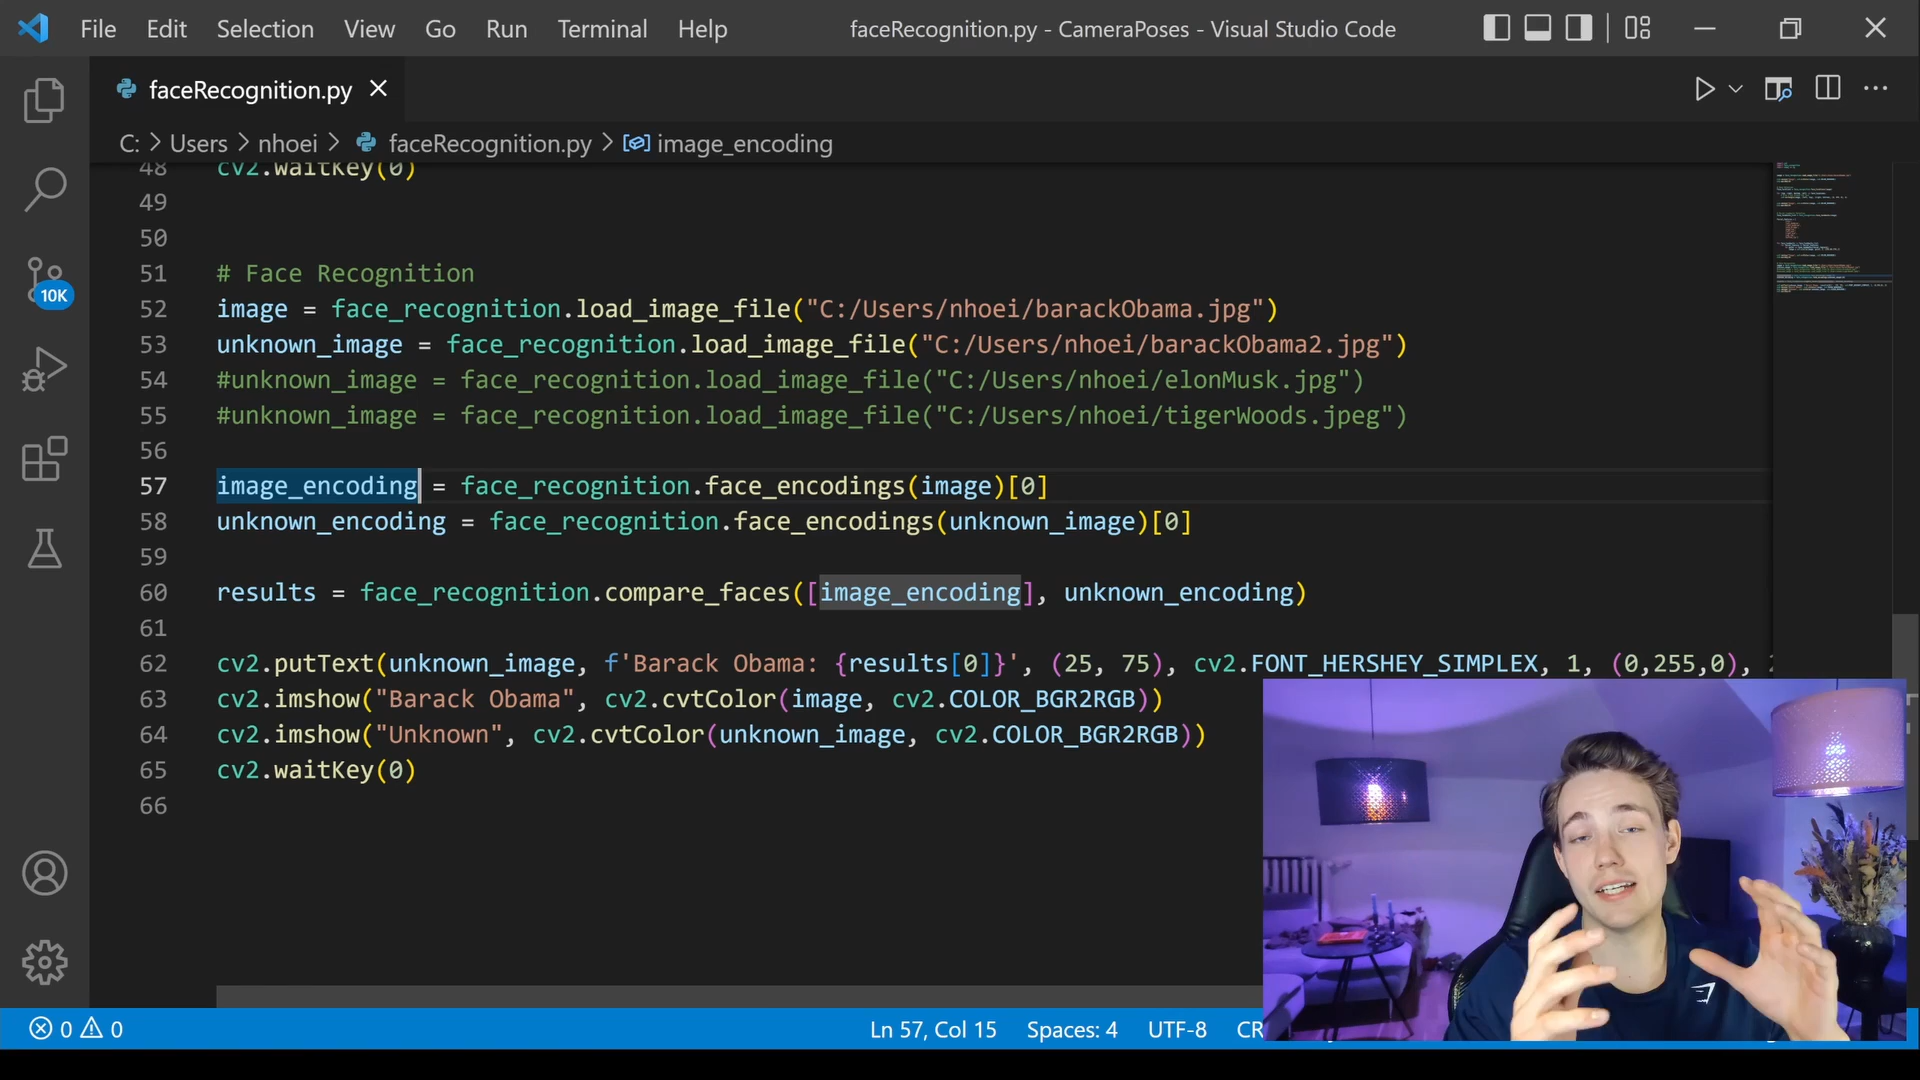 File Edit Selection View Go Run Terminal Help faceRecognition.py - CameraPoses - Visual Studio Code
faceRecognition.py
C: > Users > nhoei > faceRecognition.py > image_encoding
10K
48 cv2.waitKey(0)
49
50
51 # Face Recognition
52 image = face_recognition.load_image_file("C:/Users/nhoei/barackObama.jpg")
53 unknown_image = face_recognition.load_image_file("C:/Users/nhoei/barackObama2.jpg")
54 #unknown_image = face_recognition.load_image_file("C:/Users/nhoei/elonMusk.jpg")
55 #unknown_image = face_recognition.load_image_file("C:/Users/nhoei/tigerWoods.jpeg")
56
57 image_encoding = face_recognition.face_encodings(image)[0]
58 unknown_encoding = face_recognition.face_encodings(unknown_image)[0]
59
60 results = face_recognition.compare_faces([image_encoding], unknown_encoding)
61
62 cv2.putText(unknown_image, f'Barack Obama: {results[0]}', (25, 75), cv2.FONT_HERSHEY_SIMPLEX, 1, (0,255,0),
63 cv2.imshow("Barack Obama", cv2.cvtColor(image, cv2.COLOR_BGR2RGB))
64 cv2.imshow("Unknown", cv2.cvtColor(unknown_image, cv2.COLOR_BGR2RGB))
65 cv2.waitKey(0)
66
0 0 Ln 57, Col 15 Spaces: 4 UTF-8 CR